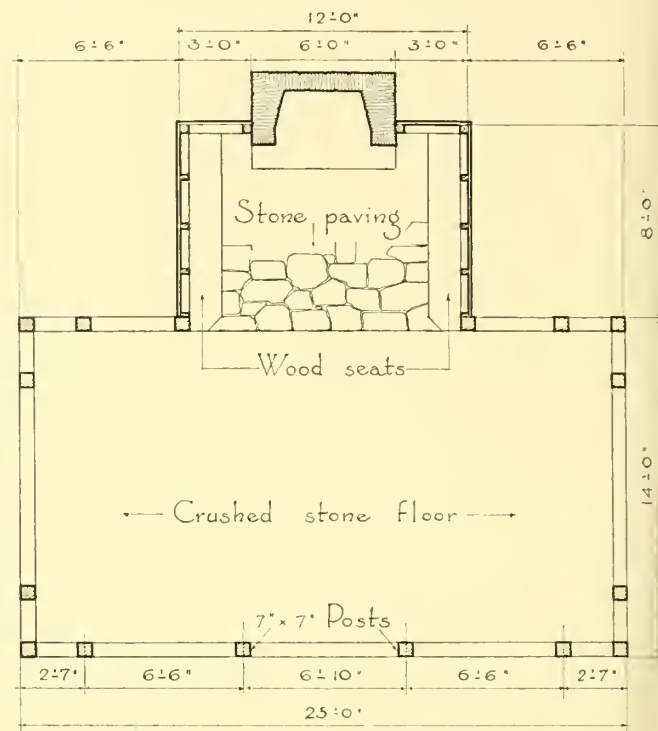 12'-0"
6'-6" 3'-0" 6'-0" 3'-0" 6'-6"
8'-0"
Stone paving
Wood seats
14'-0"
Crushed stone floor
7" × 7" Posts
2'-7" 6'-6" 6'-10" 6'-6" 2'-7"
25'-0"